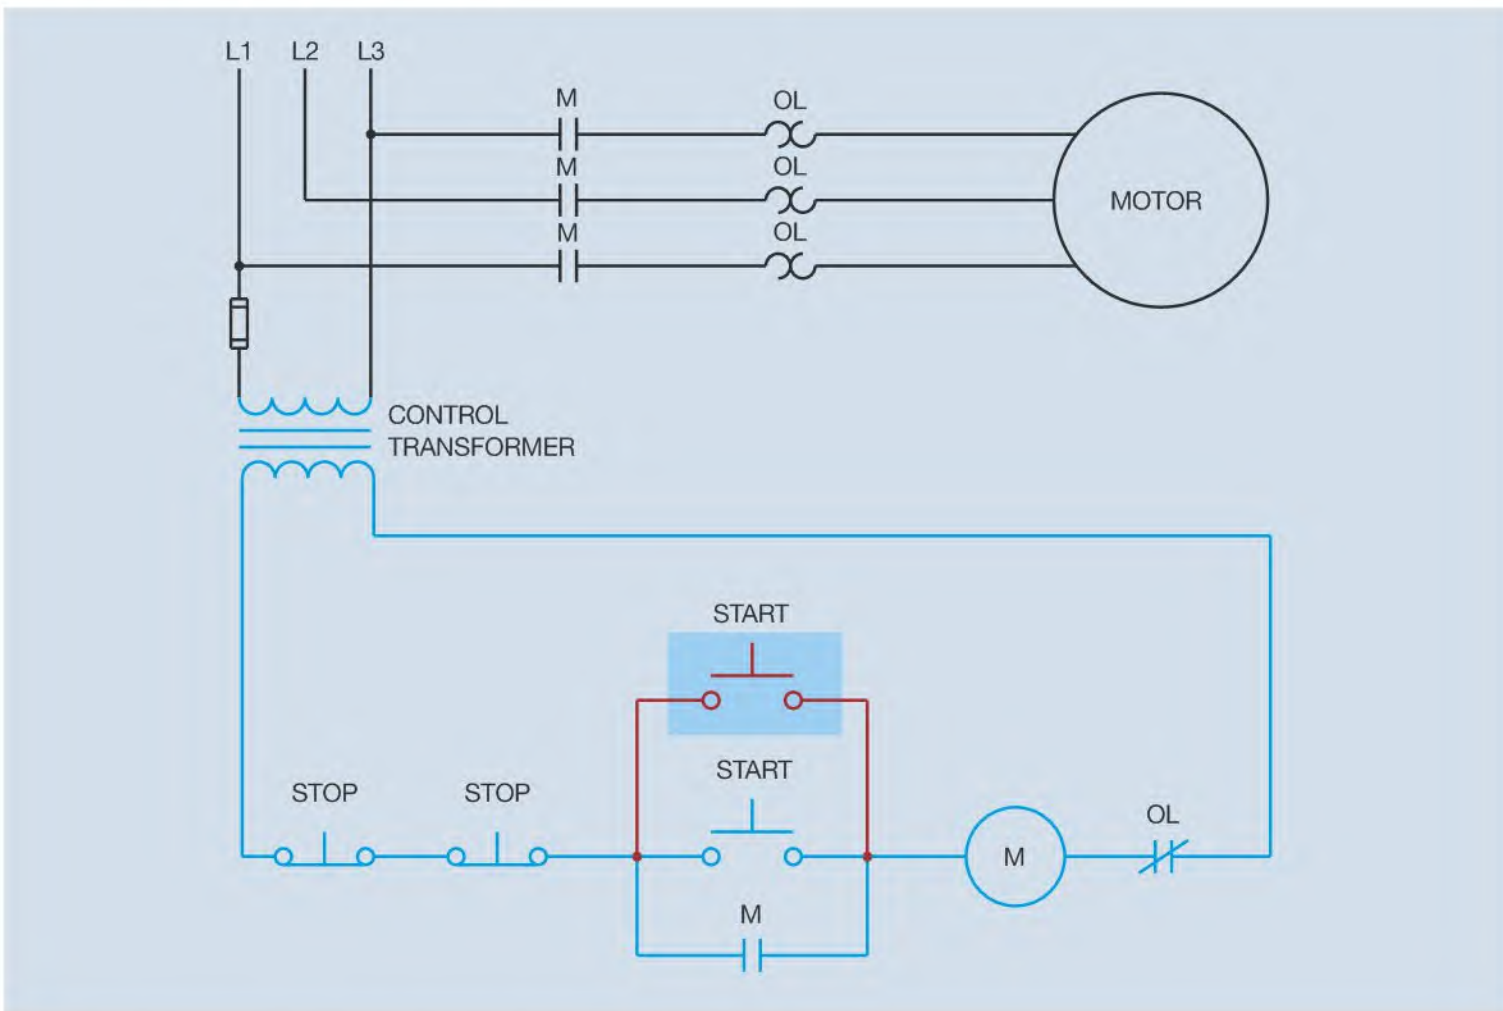 L1 L2 L3
M OL
M OL
MOTOR
M OL
CONTROL
TRANSFORMER
START
START
STOP STOP
OL
M
M